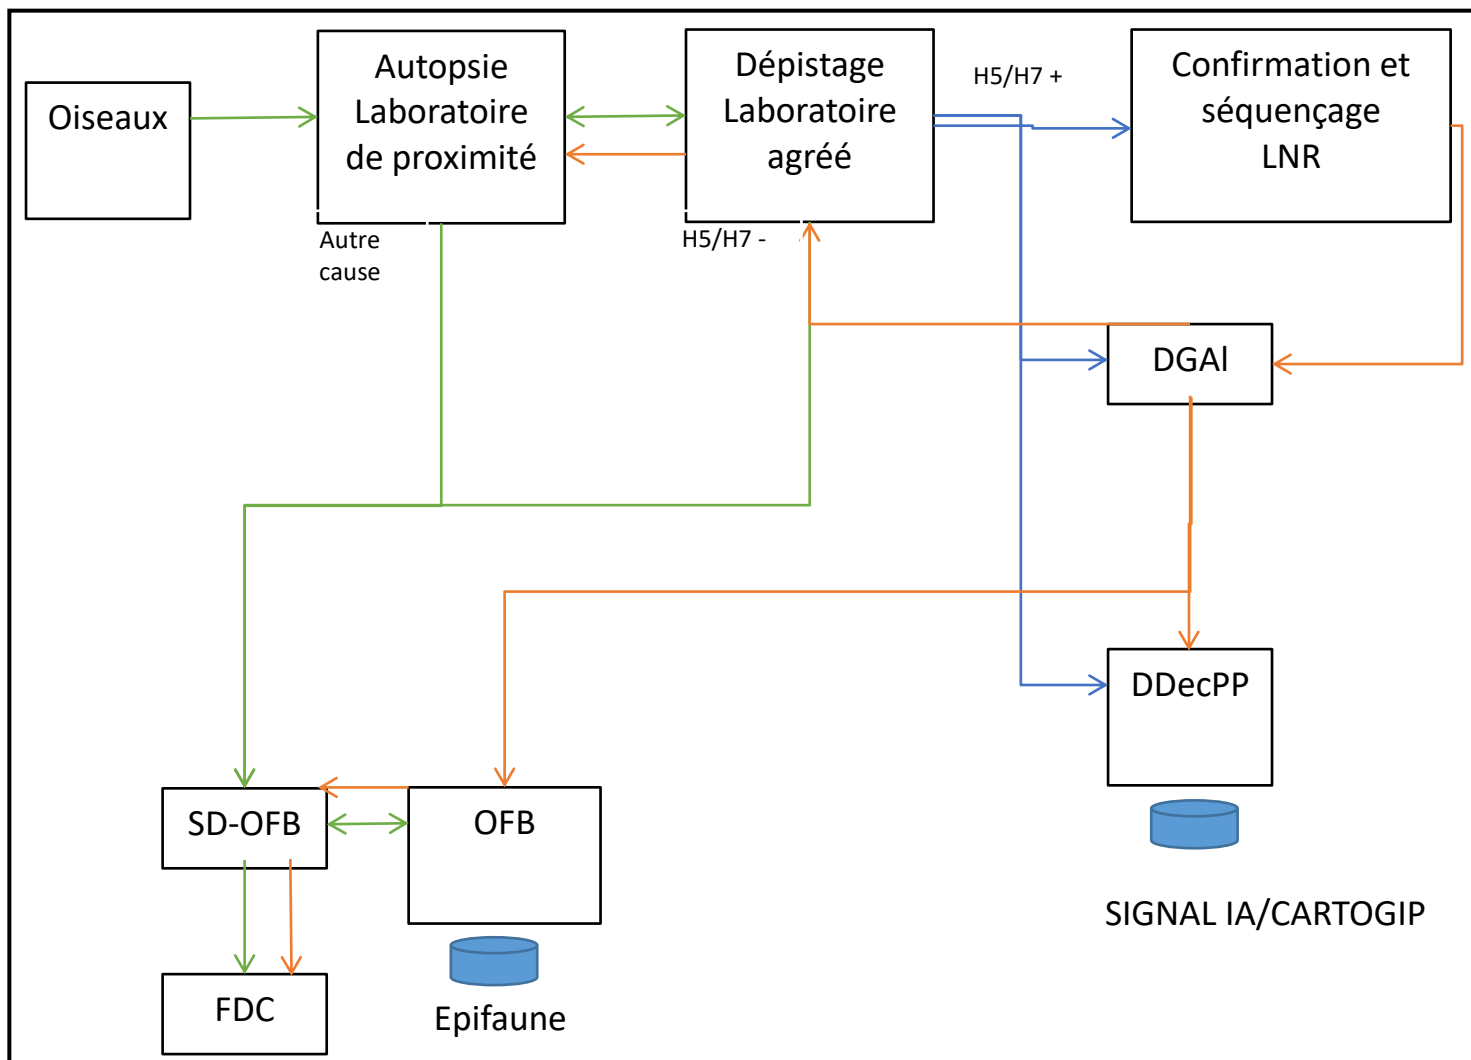 Oiseaux
Autopsie
Laboratoire
de proximité
Dépistage
Laboratoire
agréé
H5/H7 +
Confirmation et
séquençage
LNR
Autre
cause
H5/H7 -
DGAl
DDecPP
SD-OFB
OFB
SIGNAL IA/CARTOGIP
FDC
Epifaune